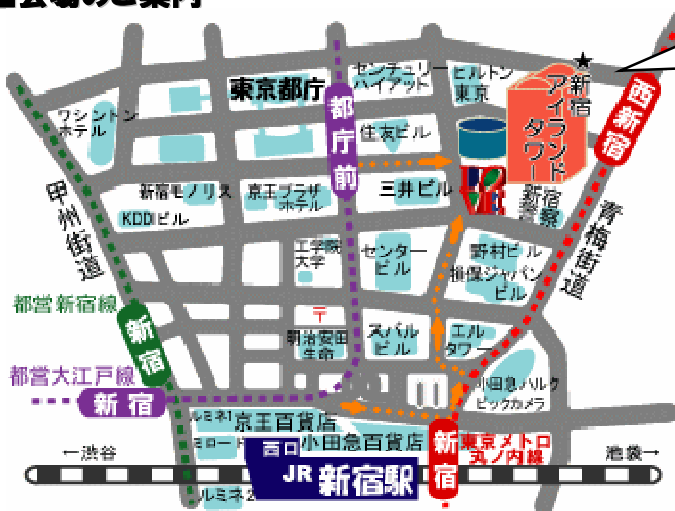 会場のご案内
センチュリー
ハイアット
ヒルトン
東京
★
新宿
アイランド
タワー
西新宿
東京都庁
ワシントン
ホテル
都庁前
住友ビル
新宿モノリス
京王プラザ
ホテル
三井ビル
新宿
警察
KDDIビル
甲州街道
青梅街道
工学院
大学
センター
ビル
野村ビル
損保ジャパン
ビル
都営新宿線
新宿
〒
明治安田
生命
スバル
ビル
エル
タワー
都営大江戸線
新宿
小田急ハルク
ビックカメラ
ルミネ1
京王百貨店
ミロード
小田急百貨店
新宿
東京メトロ
丸ノ内線
←渋谷
西口
JR 新宿駅
池袋→
ルミネ2